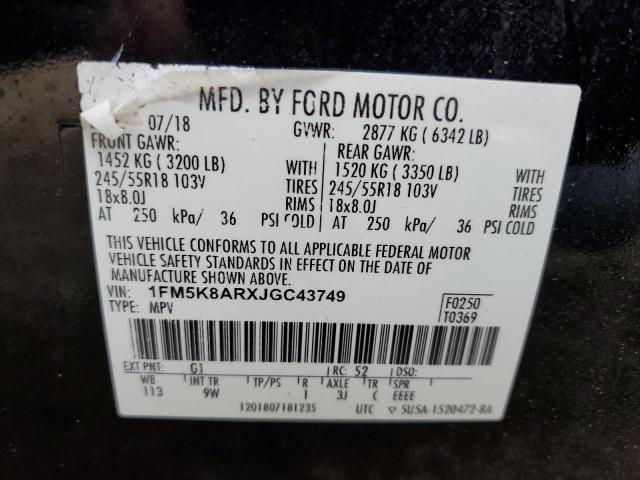 MFD. BY FORD MOTOR CO.
07/18 GVWR: 2877 KG ( 6342 LB)
FRONT GAWR: REAR GAWR:
1452 KG ( 3200 LB) WITH 1520 KG ( 3350 LB) WITH
245/55R18 103V TIRES 245/55R18 103V TIRES
18x8.0J RIMS 18x8.0J RIMS
AT 250 kPa/ 36 PSI COLD AT 250 kPa/ 36 PSI COLD
THIS VEHICLE CONFORMS TO ALL APPLICABLE FEDERAL MOTOR
VEHICLE SAFETY STANDARDS IN EFFECT ON THE DATE OF
MANUFACTURE SHOWN ABOVE.
VIN: 1FM5K8ARXJGC43749
TYPE: MPV
F0250
T0369
EXT PNT: G1 RC: 52 DSO:
WB INT TR TP/PS R AXLE TR SPR
113 9W 1 3J C EEEE
1201807181235 UTC ▽ 5U5A-1520472-BA